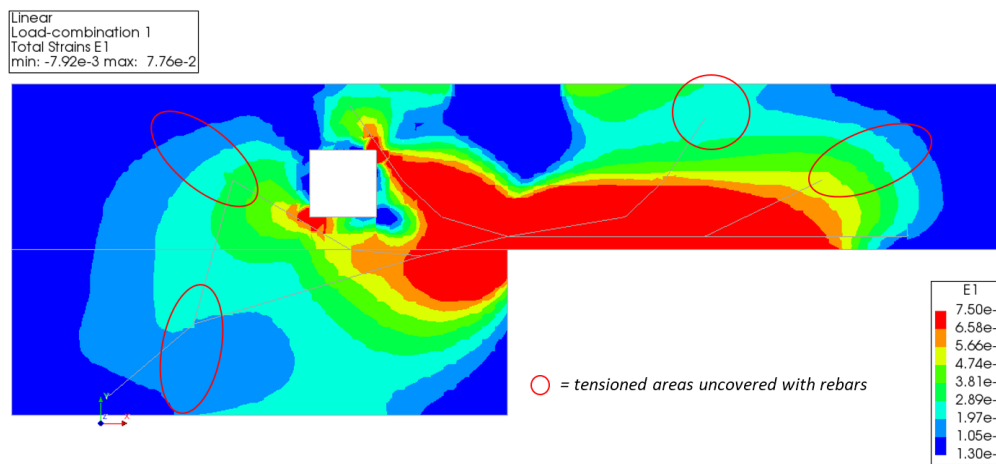 Linear
Load-combination 1
Total Strains E1
min: -7.92e-3 max: 7.76e-2
= tensioned areas uncovered with rebars
E1
7.50e-
6.58e-
5.66e-
4.74e-
3.81e-
2.89e-
1.97e-
1.05e-
1.30e-
Y
Z
X